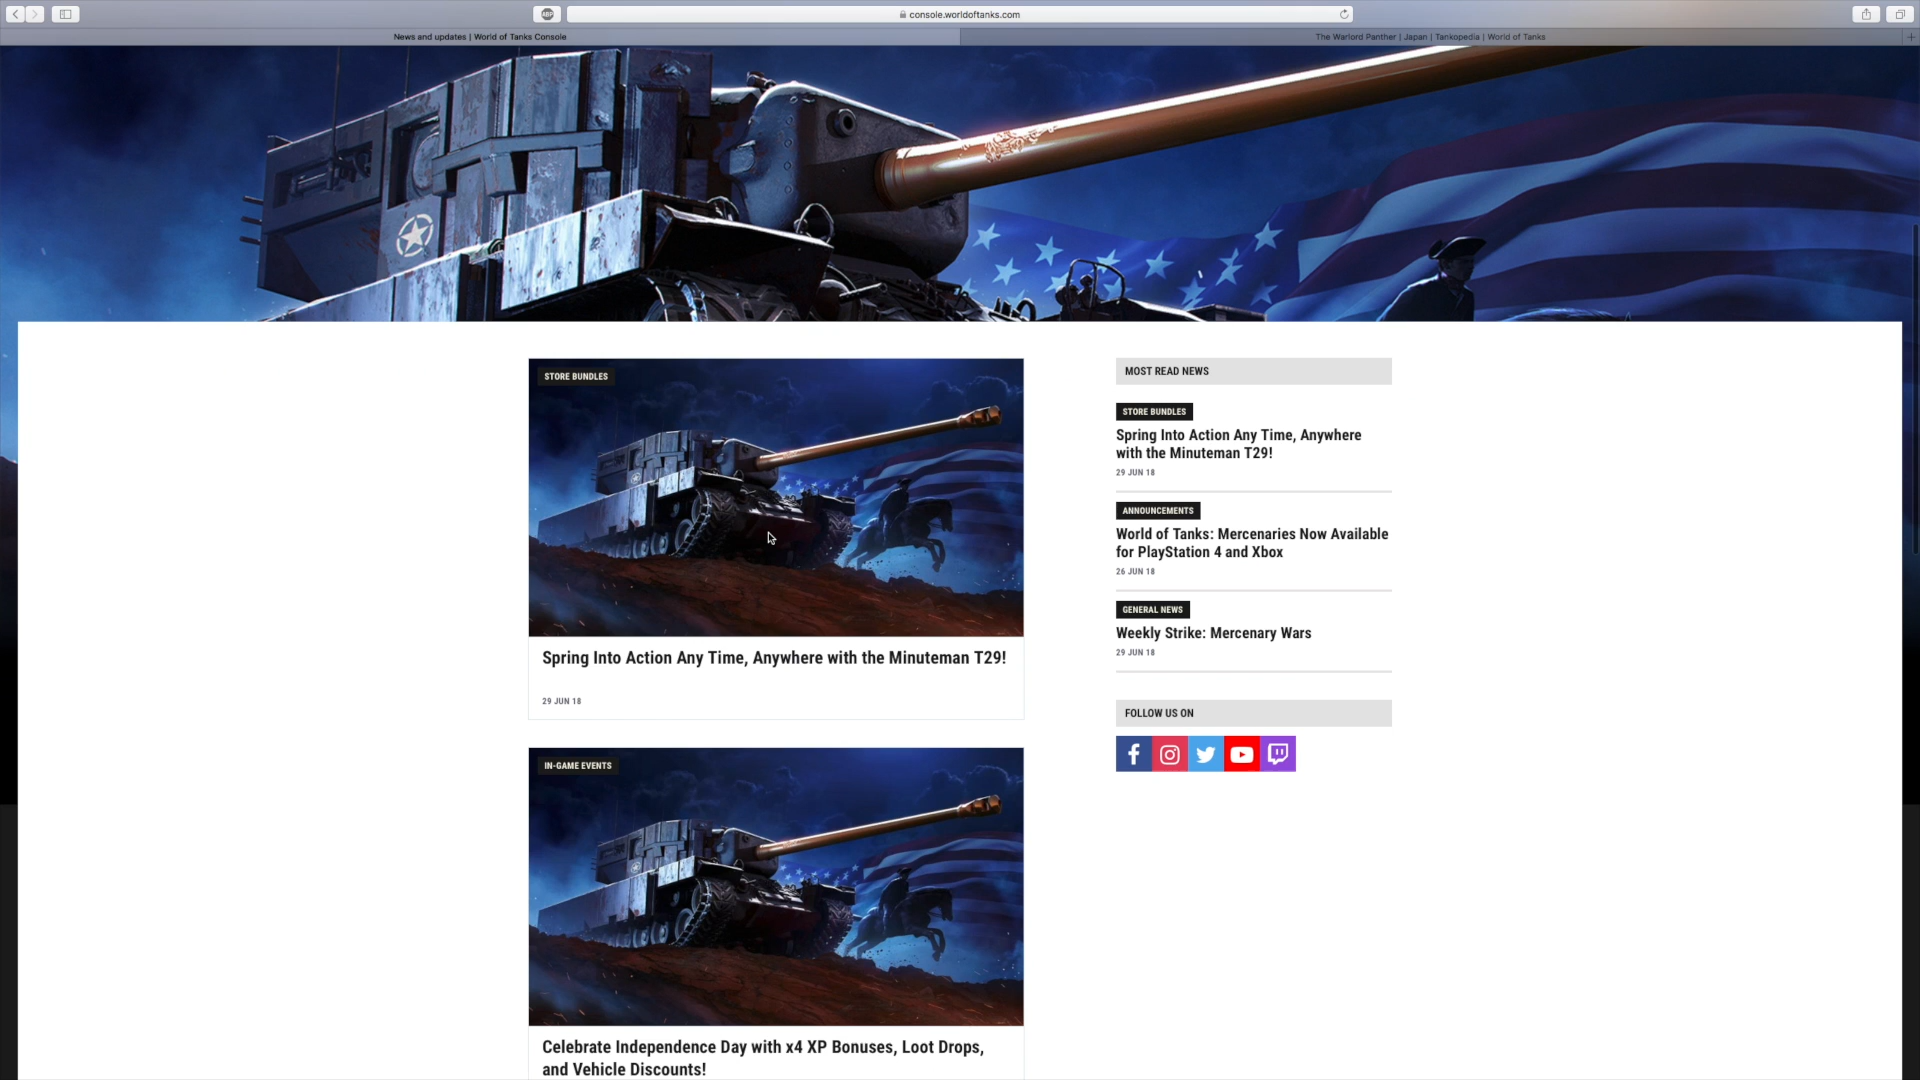 ABP
console.worldoftanks.com
News and updates | World of Tanks Console
The Warlord Panther | Japan | Tankopedia | World of Tanks
STORE BUNDLES
Spring Into Action Any Time, Anywhere with the Minuteman T29!
29 JUN 18
IN-GAME EVENTS
Celebrate Independence Day with x4 XP Bonuses, Loot Drops,
and Vehicle Discounts!
MOST READ NEWS
STORE BUNDLES
Spring Into Action Any Time, Anywhere
with the Minuteman T29!
29 JUN 18
ANNOUNCEMENTS
World of Tanks: Mercenaries Now Available
for PlayStation 4 and Xbox
26 JUN 18
GENERAL NEWS
Weekly Strike: Mercenary Wars
29 JUN 18
FOLLOW US ON